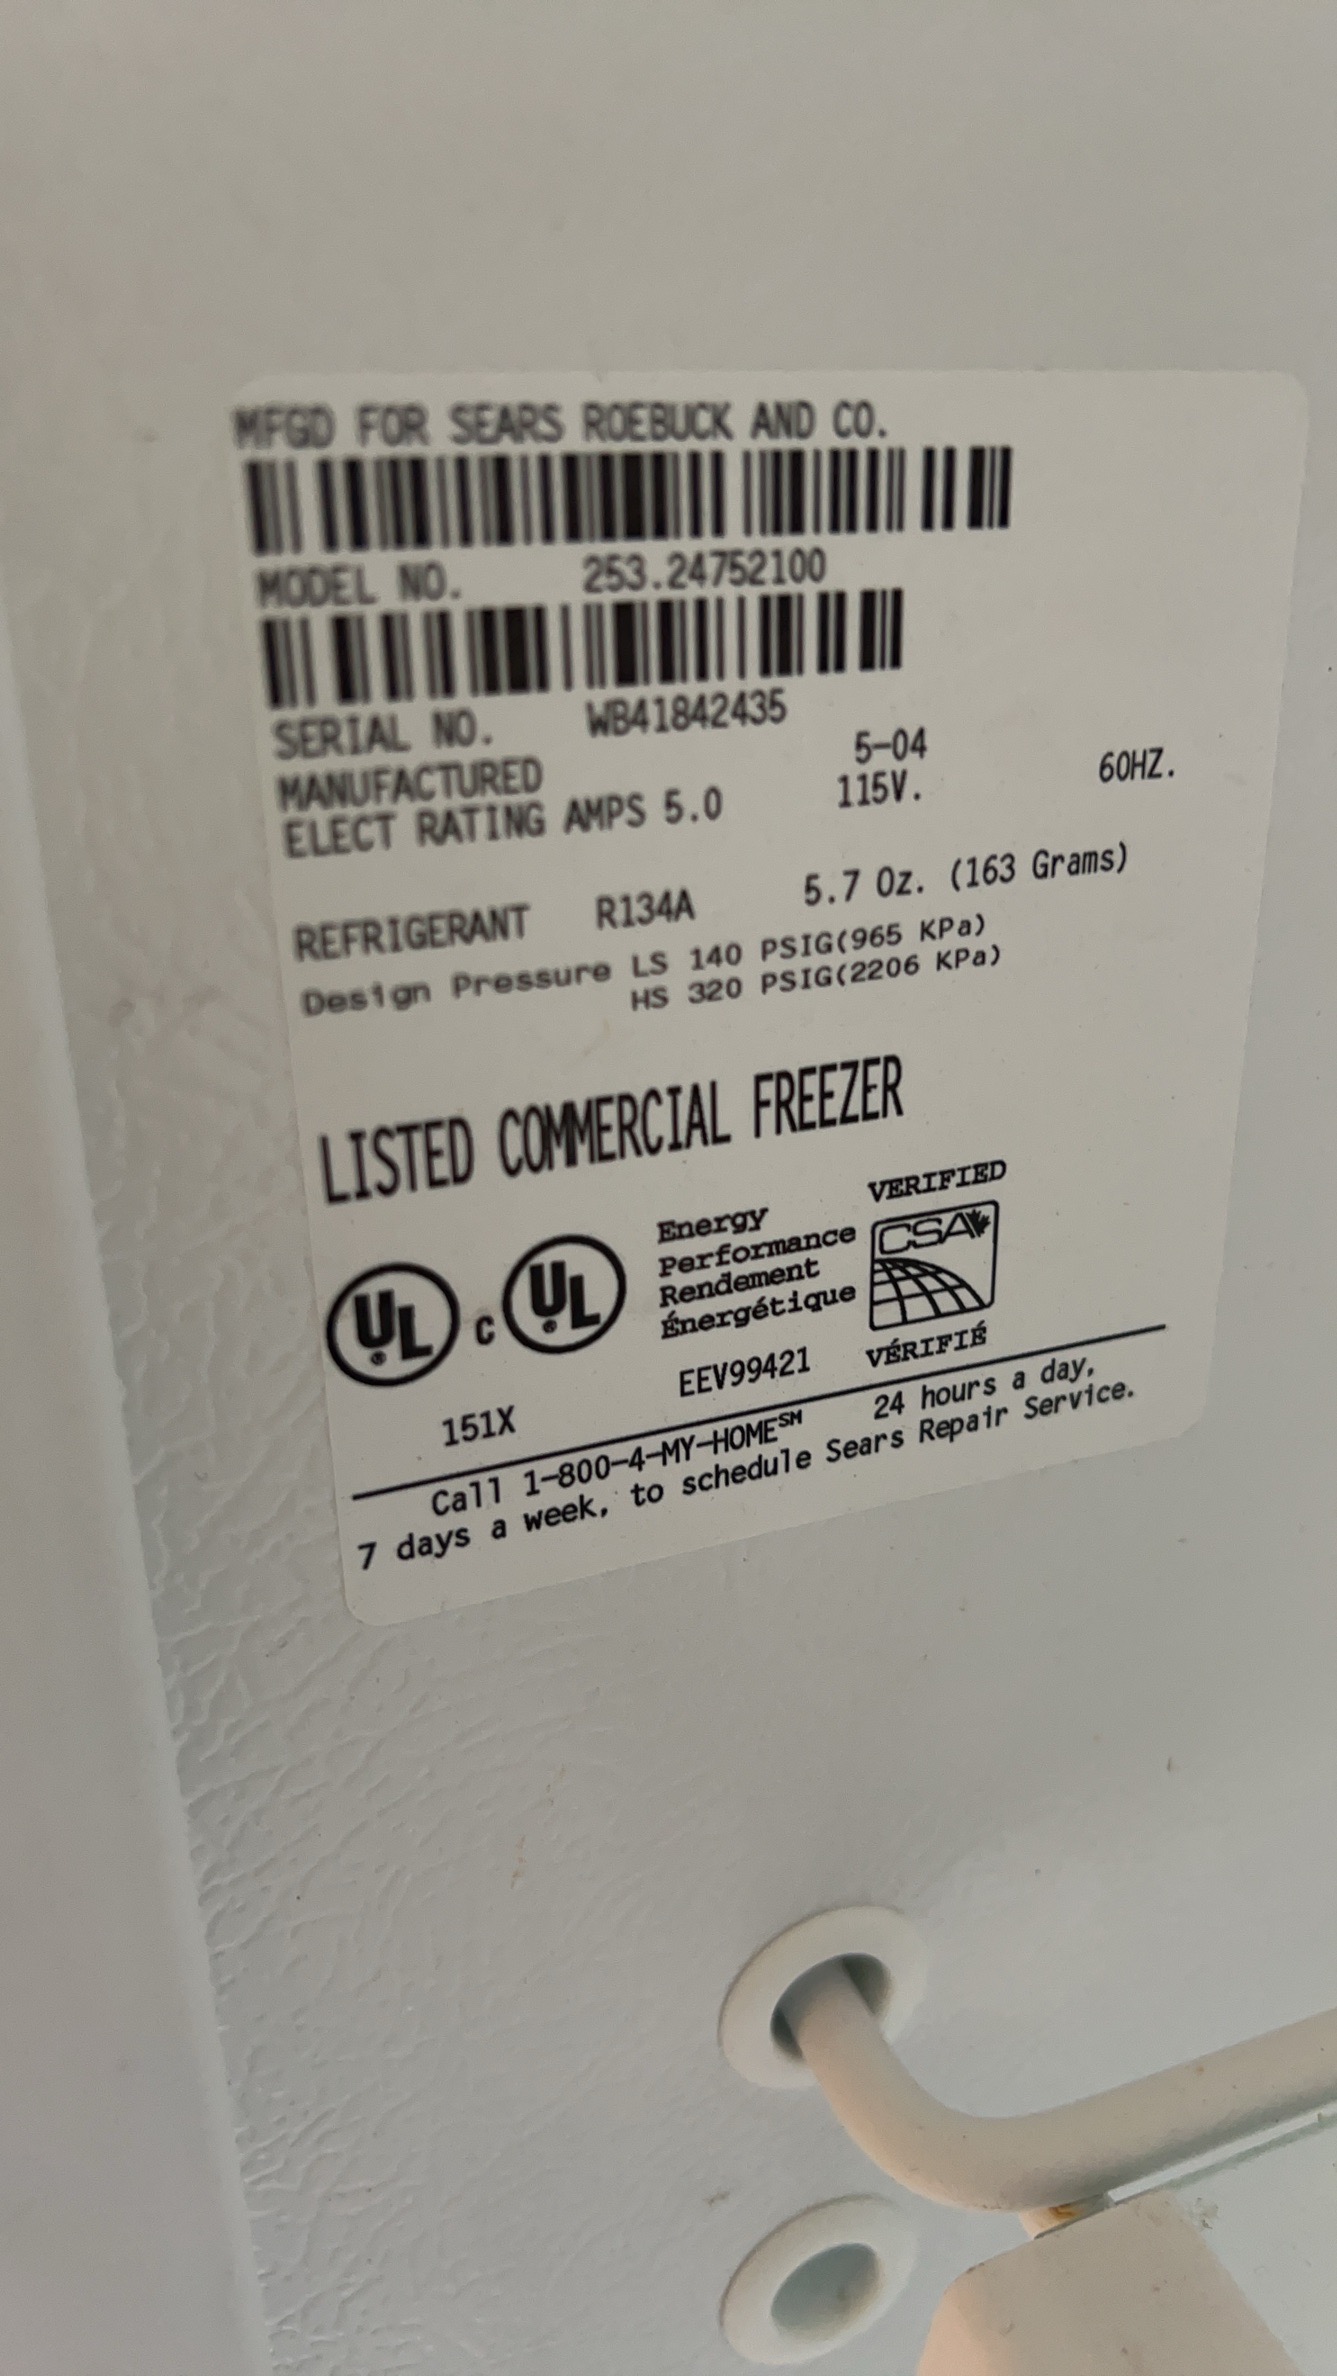 MFGD FOR SEARS ROEBUCK AND CO.
MODEL NO. 253.24752100
SERIAL NO. WB41842435
MANUFACTURED 5-04
ELECT RATING AMPS 5.0 115V. 60HZ.
REFRIGERANT R134A 5.7 Oz. (163 Grams)
Design Pressure LS 140 PSIG(965 KPa)
HS 320 PSIG(2206 KPa)
LISTED COMMERCIAL FREEZER
UL® c UL®
Energy
Performance
Rendement
Énergétique
VERIFIED
CSA
VÉRIFIÉ
151X EEV99421
Call 1-800-4-MY-HOME℠ 24 hours a day,
7 days a week, to schedule Sears Repair Service.